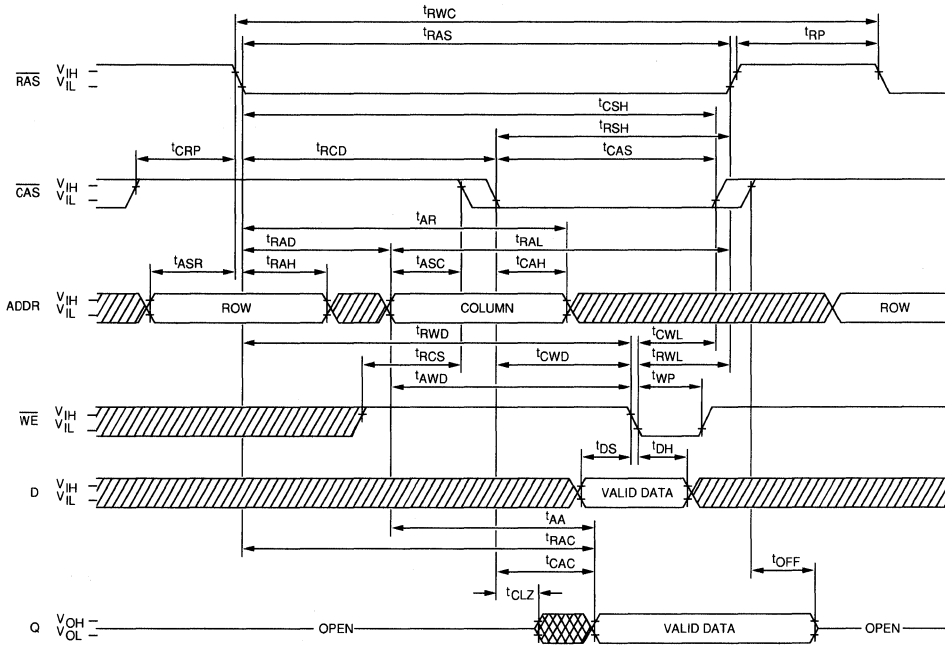 tRWC
tRAS tRP
RAS VIH
VIL
tCSH
tRSH
tCRP tRCD tCAS
CAS VIH
VIL
tAR
tRAD tRAL
tASR tRAH tASC tCAH
ADDR VIH
VIL
ROW COLUMN ROW
tRWD tCWL
tRCS tCWD tRWL
tAWD tWP
WE VIH
VIL
tDS tDH
D VIH
VIL
VALID DATA
tAA
tRAC
tCAC tOFF
tCLZ
Q VOH
VOL
OPEN VALID DATA OPEN